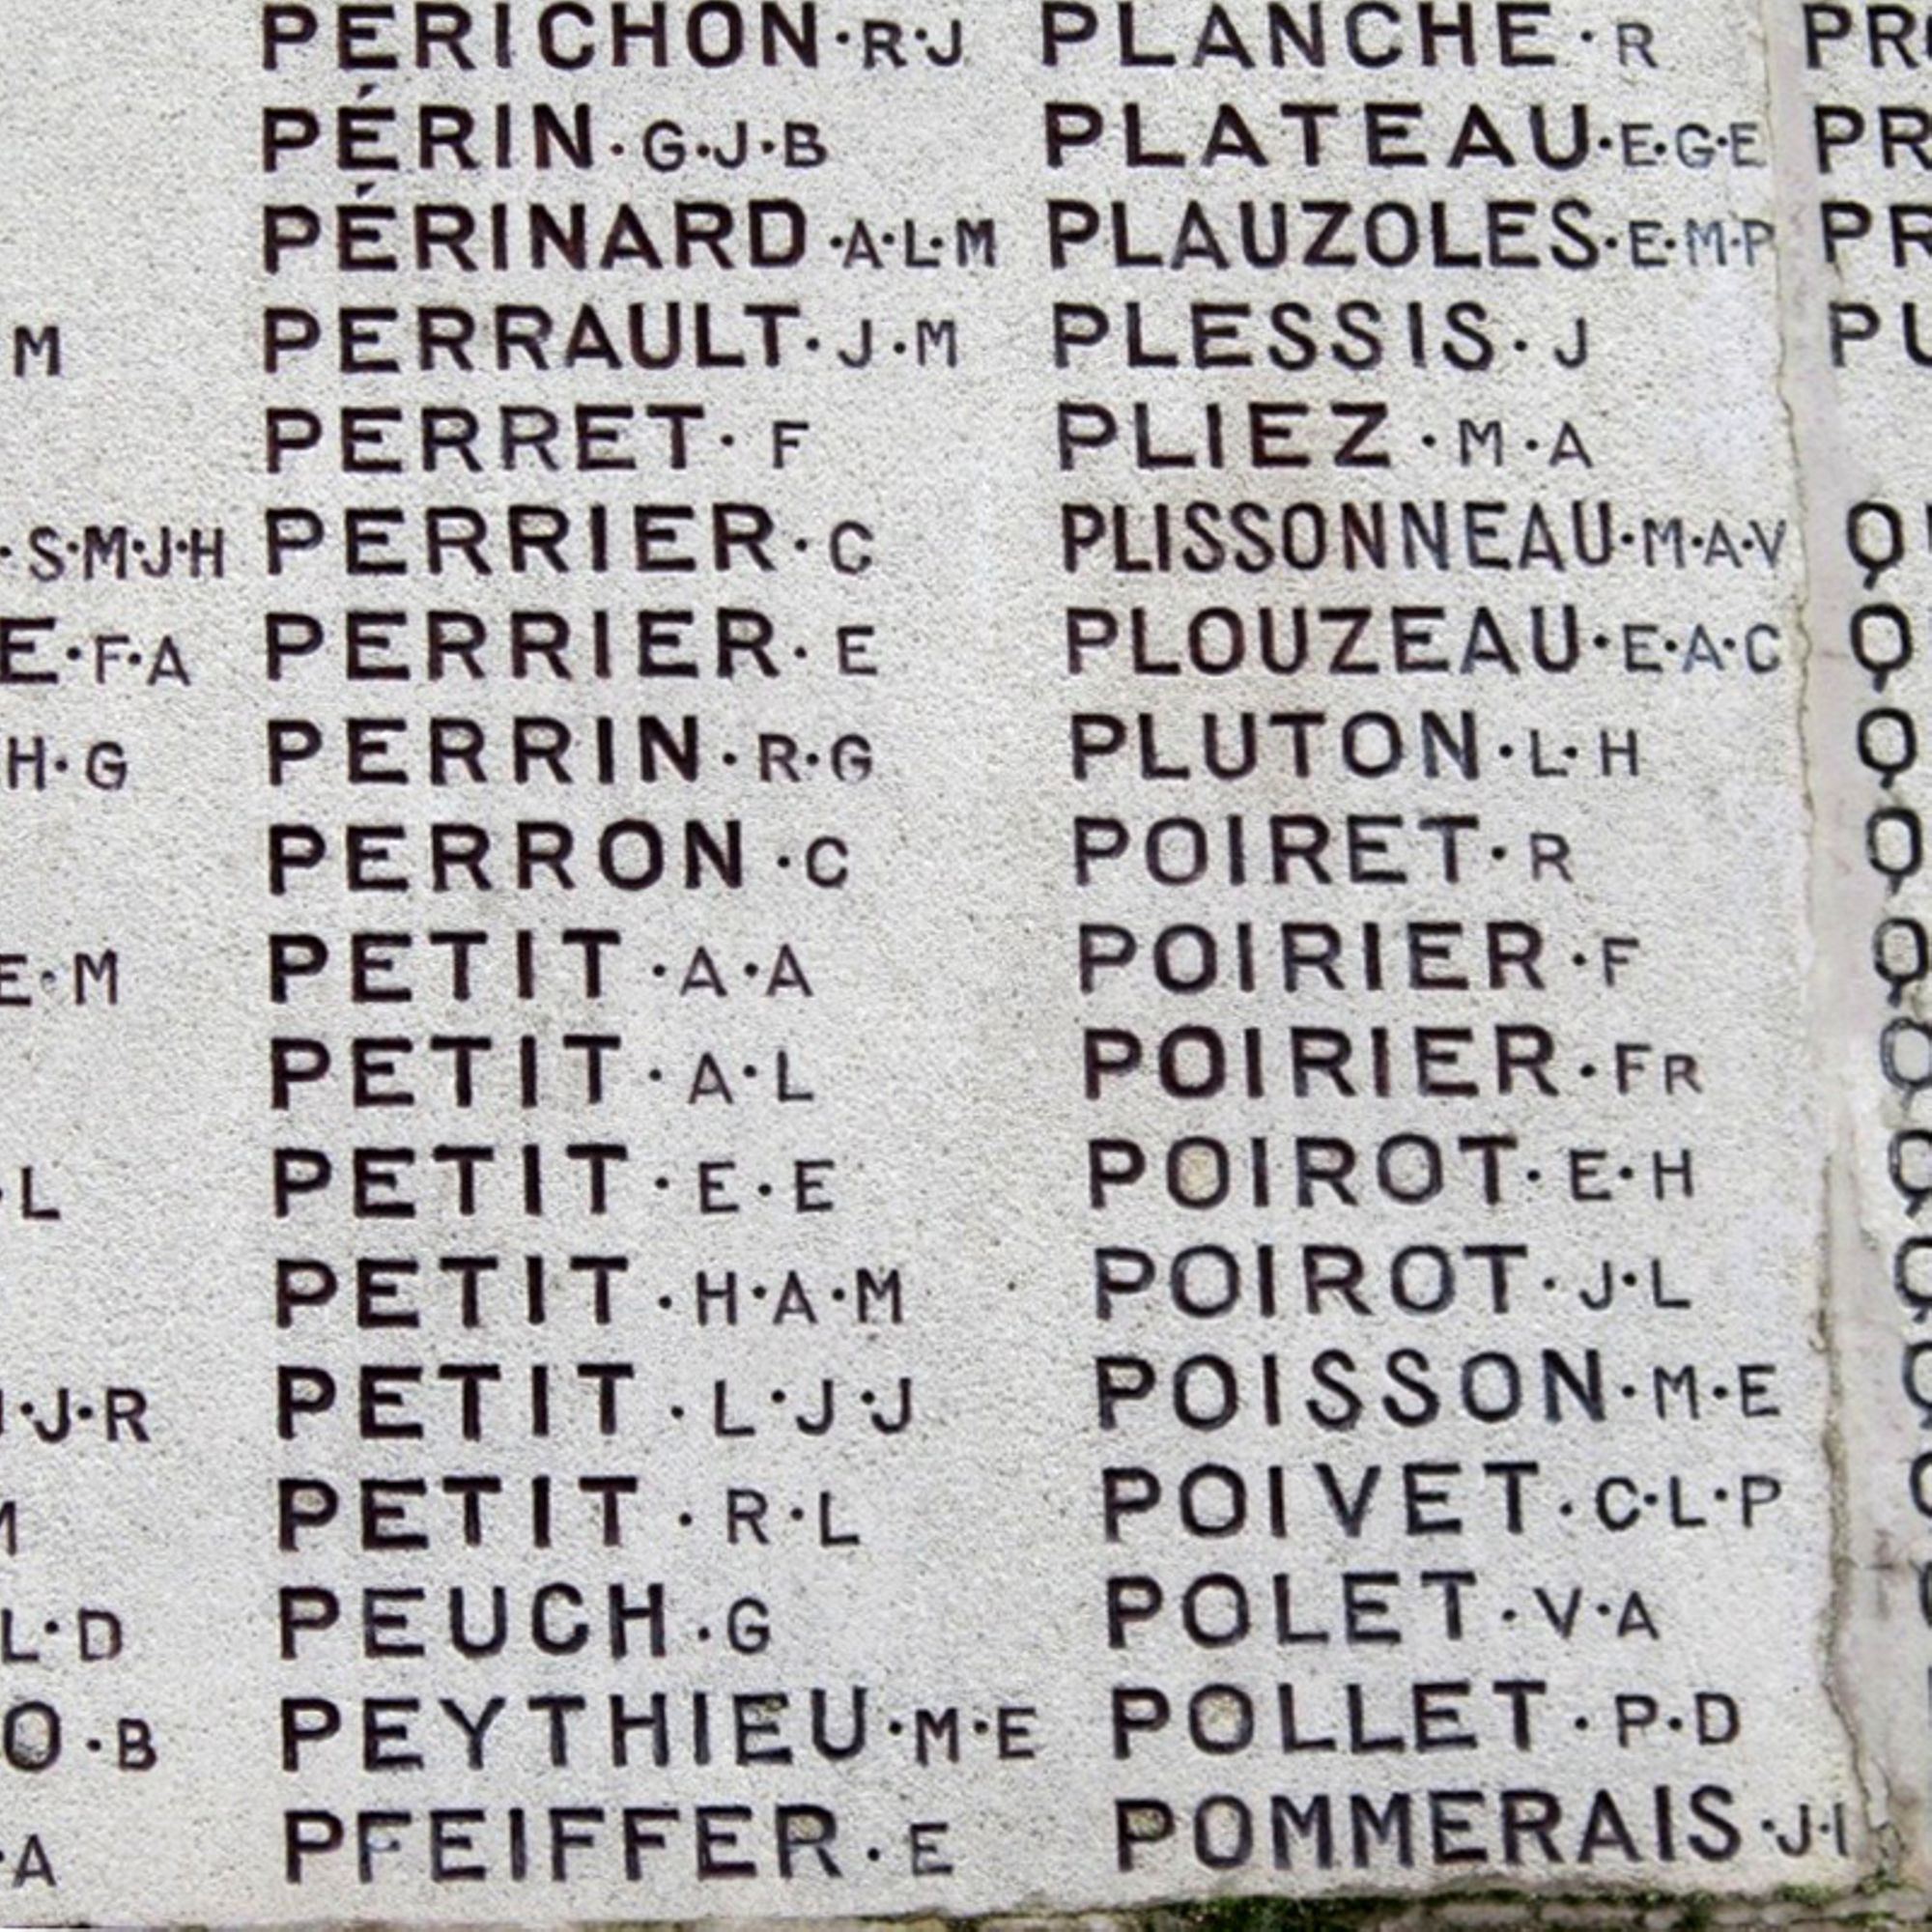 PERICHON·R·J
PÉRIN·G·J·B
PÉRINARD·A·L·M
PERRAULT·J·M
PERRET·F
PERRIER·C
PERRIER·E
PERRIN·R·G
PERRON·C
PETIT·A·A
PETIT·A·L
PETIT·E·E
PETIT·H·A·M
PETIT·L·J·J
PETIT·R·L
PEUCH·G
PEYTHIEU·M·E
PFEIFFER·E
PLANCHE·R
PLATEAU·E·G·E
PLAUZOLES·E·M·P
PLESSIS·J
PLIEZ·M·A
PLISSONNEAU·M·A·V
PLOUZEAU·E·A·C
PLUTON·L·H
POIRET·R
POIRIER·F
POIRIER·FR
POIROT·E·H
POIROT·J·L
POISSON·M·E
POIVET·C·L·P
POLET·V·A
POLLET·P·D
POMMERAIS·J·I